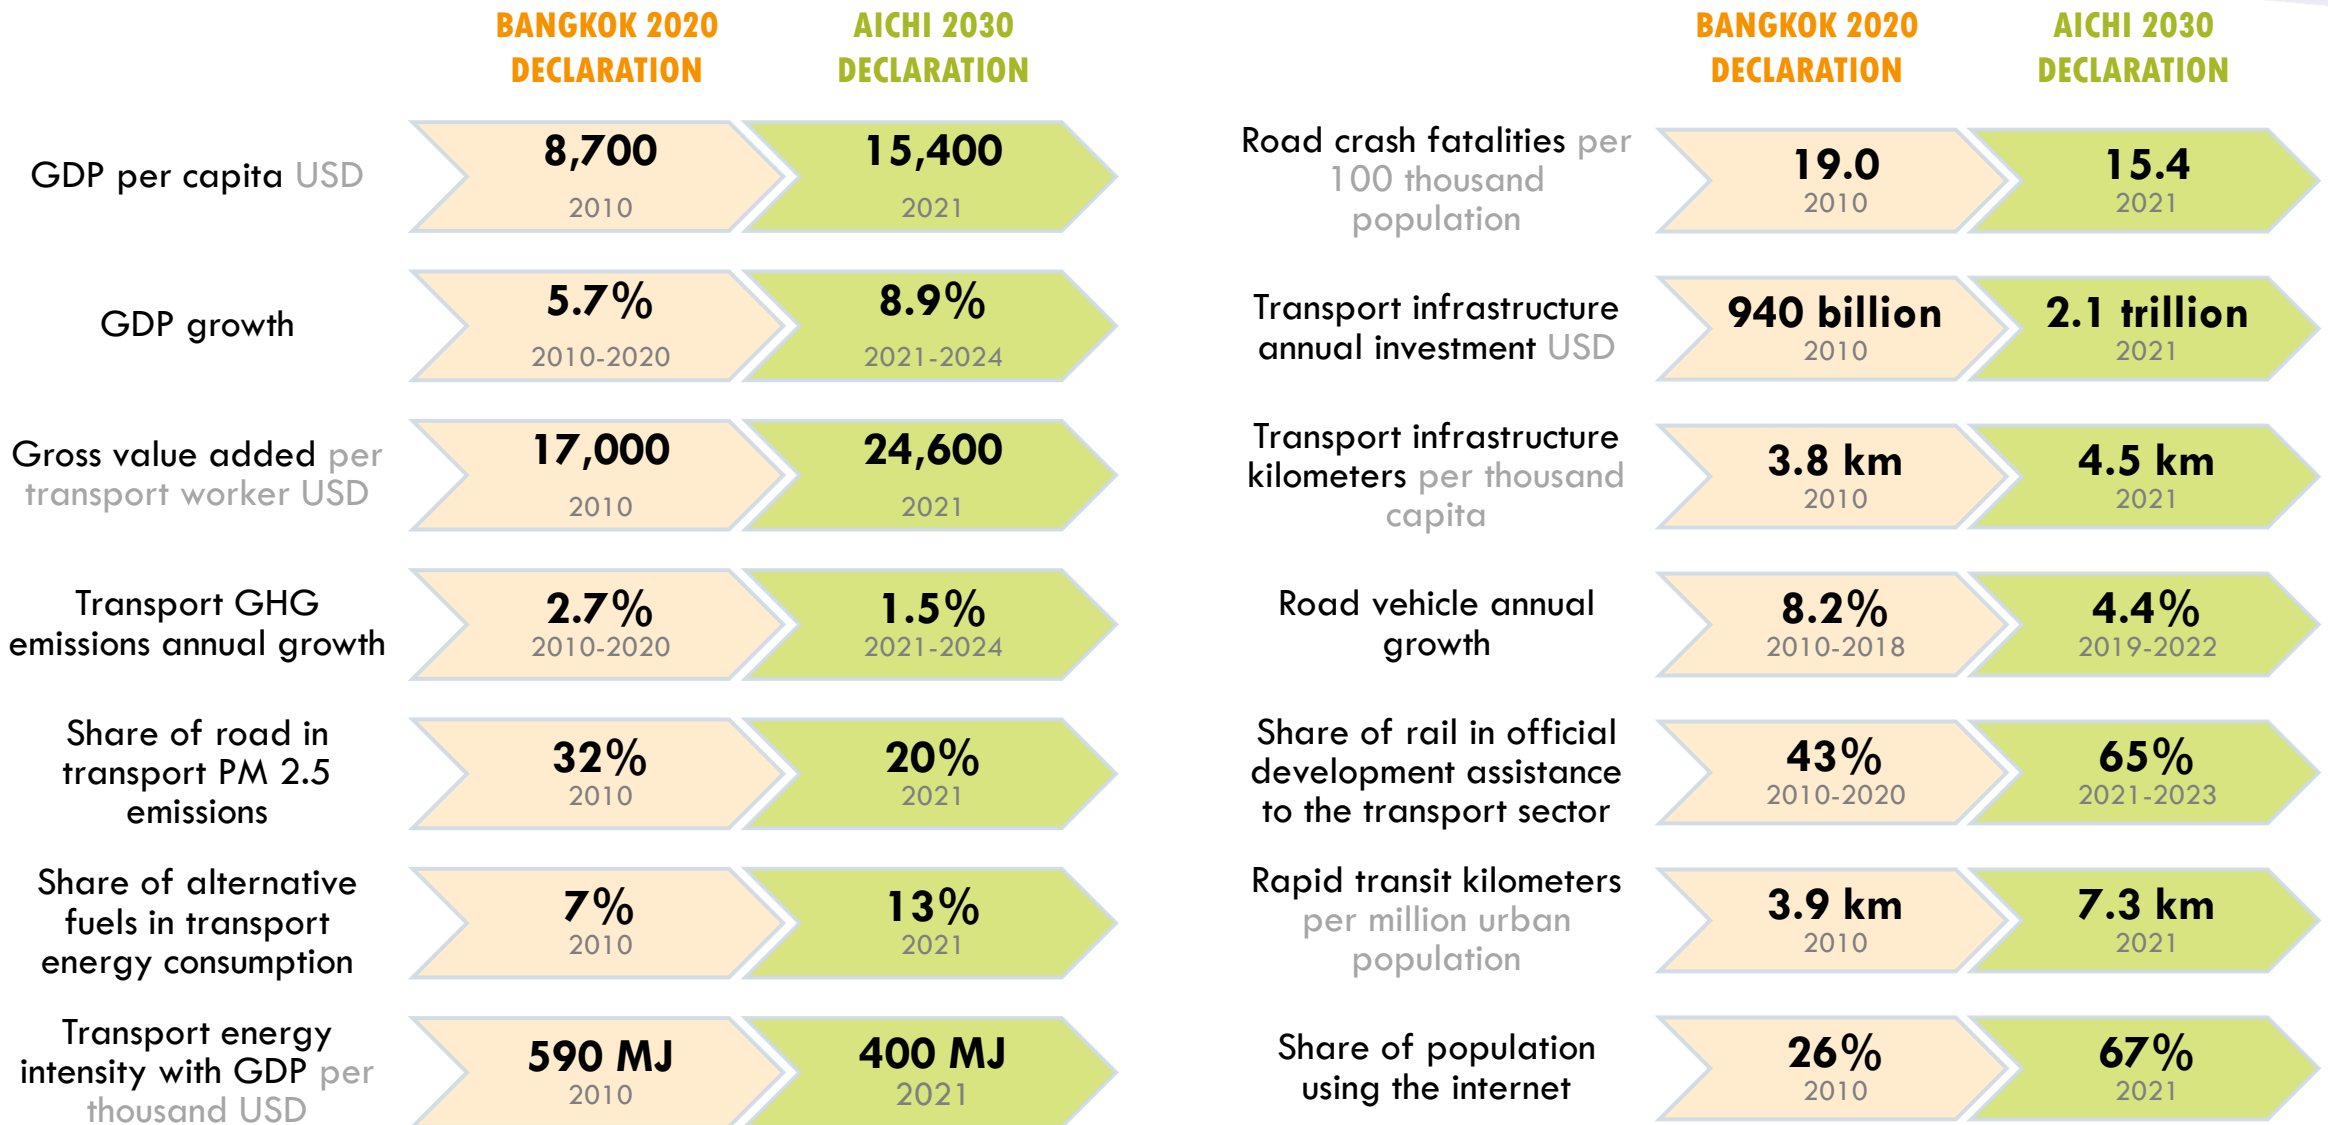 BANGKOK 2020
DECLARATION
AICHI 2030
DECLARATION
GDP per capita USD
8,700
2010
15,400
2021
GDP growth
5.7%
2010-2020
8.9%
2021-2024
Gross value added per
transport worker USD
17,000
2010
24,600
2021
Transport GHG
emissions annual growth
2.7%
2010-2020
1.5%
2021-2024
Share of road in
transport PM 2.5
emissions
32%
2010
20%
2021
Share of alternative
fuels in transport
energy consumption
7%
2010
13%
2021
Transport energy
intensity with GDP per
thousand USD
590 MJ
2010
400 MJ
2021
BANGKOK 2020
DECLARATION
AICHI 2030
DECLARATION
Road crash fatalities per
100 thousand
population
19.0
2010
15.4
2021
Transport infrastructure
annual investment USD
940 billion
2010
2.1 trillion
2021
Transport infrastructure
kilometers per thousand
capita
3.8 km
2010
4.5 km
2021
Road vehicle annual
growth
8.2%
2010-2018
4.4%
2019-2022
Share of rail in official
development assistance
to the transport sector
43%
2010-2020
65%
2021-2023
Rapid transit kilometers
per million urban
population
3.9 km
2010
7.3 km
2021
Share of population
using the internet
26%
2010
67%
2021